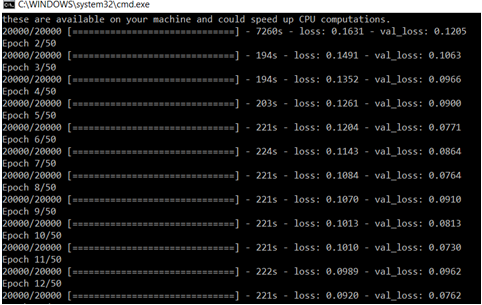 C:\WINDOWS\system32\cmd.exe
these are available on your machine and could speed up CPU computations.
20000/20000 [==============================] - 7260s - loss: 0.1631 - val_loss: 0.1205
Epoch 2/50
20000/20000 [==============================] - 194s - loss: 0.1491 - val_loss: 0.1063
Epoch 3/50
20000/20000 [==============================] - 194s - loss: 0.1352 - val_loss: 0.0966
Epoch 4/50
20000/20000 [==============================] - 203s - loss: 0.1261 - val_loss: 0.0900
Epoch 5/50
20000/20000 [==============================] - 221s - loss: 0.1204 - val_loss: 0.0771
Epoch 6/50
20000/20000 [==============================] - 224s - loss: 0.1143 - val_loss: 0.0864
Epoch 7/50
20000/20000 [==============================] - 221s - loss: 0.1084 - val_loss: 0.0764
Epoch 8/50
20000/20000 [==============================] - 221s - loss: 0.1070 - val_loss: 0.0910
Epoch 9/50
20000/20000 [==============================] - 221s - loss: 0.1013 - val_loss: 0.0813
Epoch 10/50
20000/20000 [==============================] - 221s - loss: 0.1010 - val_loss: 0.0730
Epoch 11/50
20000/20000 [==============================] - 222s - loss: 0.0989 - val_loss: 0.0962
Epoch 12/50
20000/20000 [==============================] - 221s - loss: 0.0920 - val_loss: 0.0762